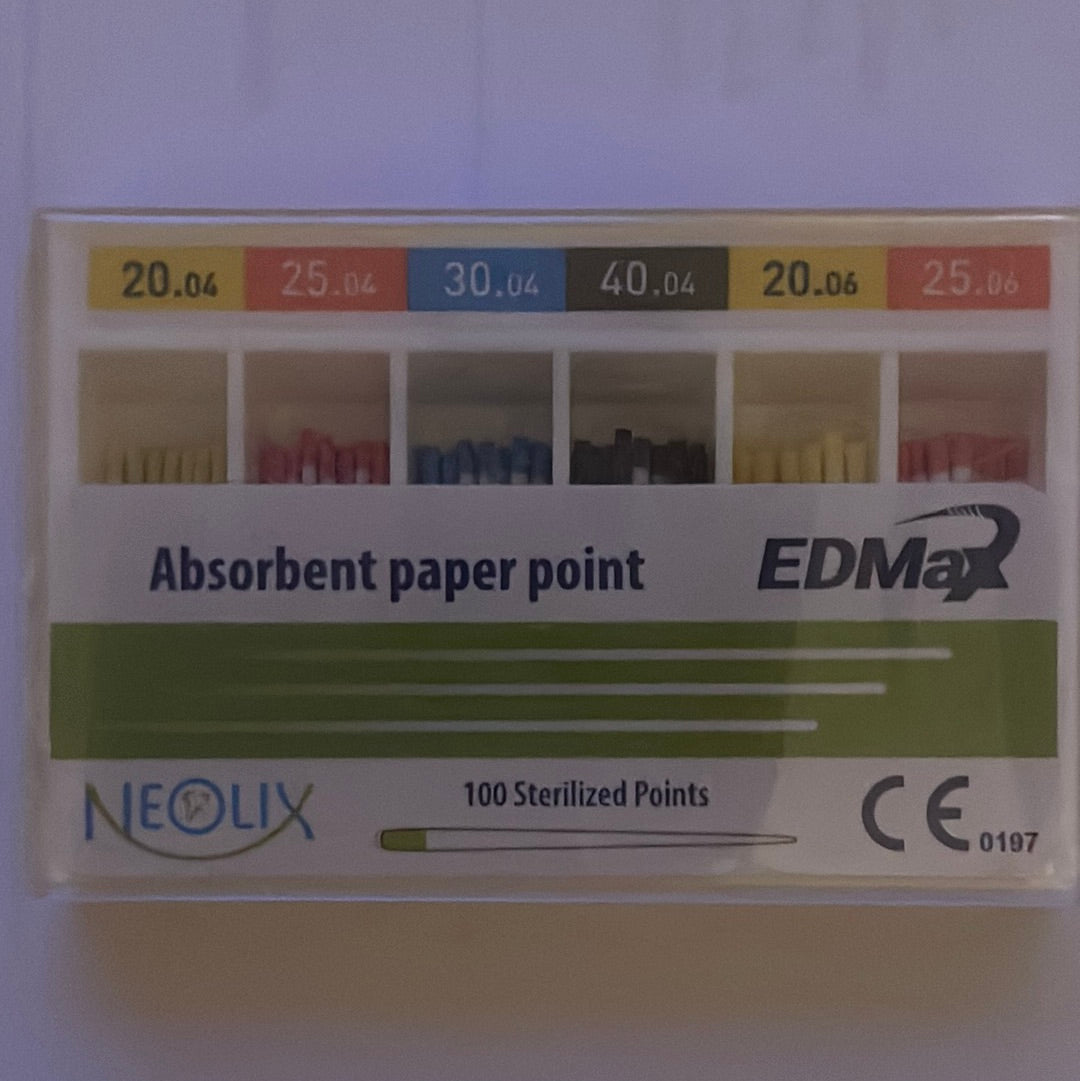 20.04 25.04 30.04 40.04 20.06 25.06
Absorbent paper point EDMax
NEOLIX 100 Sterilized Points CE 0197